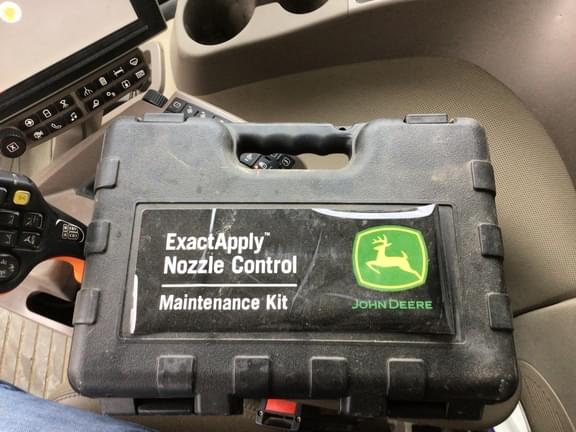 ExactApply™
Nozzle Control
Maintenance Kit
JOHN DEERE